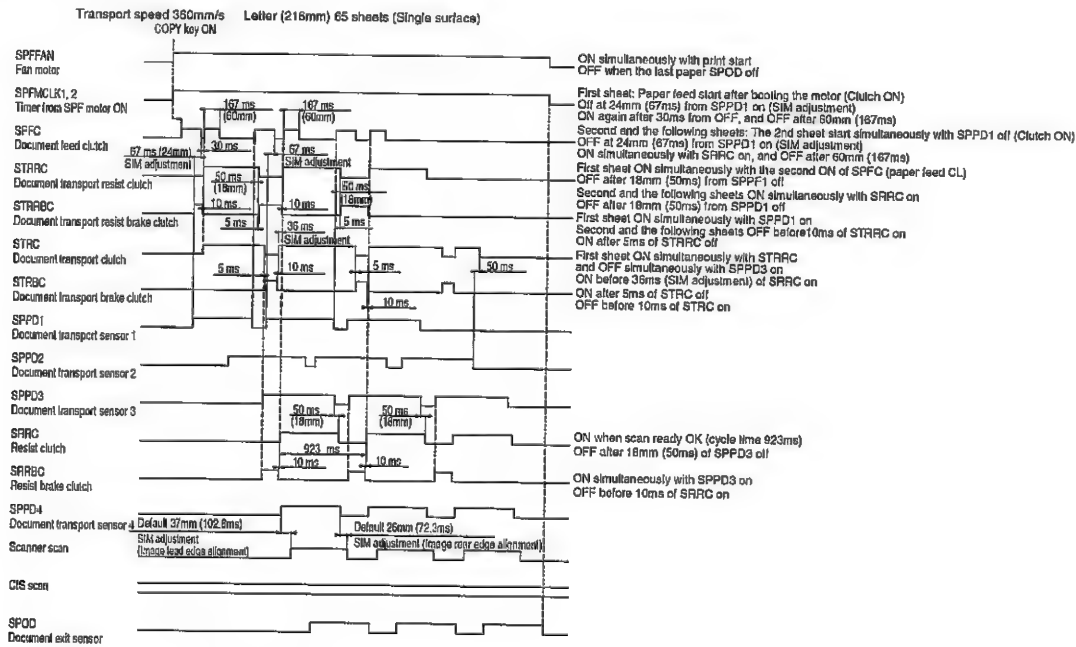 Transport speed 360mm/s Letter (216mm) 65 sheets (Single surface)
COPY key ON
SPFFAN
Fan motor
ON simultaneously with print start
OFF when the last paper SPOD off
SPFMCLK1, 2
Timer from SPF motor ON
167 ms
(60mm)
167 ms
(60mm)
First sheet: Paper feed start after booting the motor (Clutch ON)
Off at 24mm (67ms) from SPPD1 on (SIM adjustment)
ON again after 30ms from OFF, and OFF after 60mm (167ms)
SPFC
Document feed clutch
30 ms
67 ms
SIM adjustment
67 ms (24mm)
SIM adjustment
Second and the following sheets: The 2nd sheet start simultaneously with SPPD1 off (Clutch ON)
OFF at 24mm (67ms) from SPPD1 on (SIM adjustment)
ON simultaneously with SRRC on, and OFF after 60mm (167ms)
STRRC
Document transport resist clutch
50 ms
(18mm)
50 ms
(18mm)
First sheet ON simultaneously with the second ON of SPFC (paper feed CL)
OFF after 18mm (50ms) from SPPF1 off
Second and the following sheets ON simultaneously with SRRC on
OFF after 18mm (50ms) from SPPD1 off
STRRBC
Document transport resist brake clutch
10 ms
10 ms
5 ms
5 ms
36 ms
SIM adjustment
First sheet ON simultaneously with SPPD1 on
Second and the following sheets OFF before10ms of STRRC on
ON after 5ms of STRRC off
STRC
Document transport clutch
First sheet ON simultaneously with STRRC
and OFF simultaneously with SPPD3 on
ON before 36ms (SIM adjustment) of SRRC on
5 ms
10 ms
5 ms
50 ms
STRBC
Document transport brake clutch
10 ms
ON after 5ms of STRC off
OFF before 10ms of STRC on
SPPD1
Document transport sensor 1
SPPD2
Document transport sensor 2
SPPD3
Document transport sensor 3
50 ms
(18mm)
50 ms
(18mm)
SRRC
Resist clutch
923 ms
ON when scan ready OK (cycle time 923ms)
OFF after 18mm (50ms) of SPPD3 off
SRRBC
Resist brake clutch
10 ms
10 ms
ON simultaneously with SPPD3 on
OFF before 10ms of SRRC on
SPPD4
Document transport sensor 4
Default 37mm (102.8ms)
SIM adjustment
(Image lead edge alignment)
Default 26mm (72.3ms)
SIM adjustment (Image rear edge alignment)
Scanner scan
CIS scan
SPOD
Document exit sensor